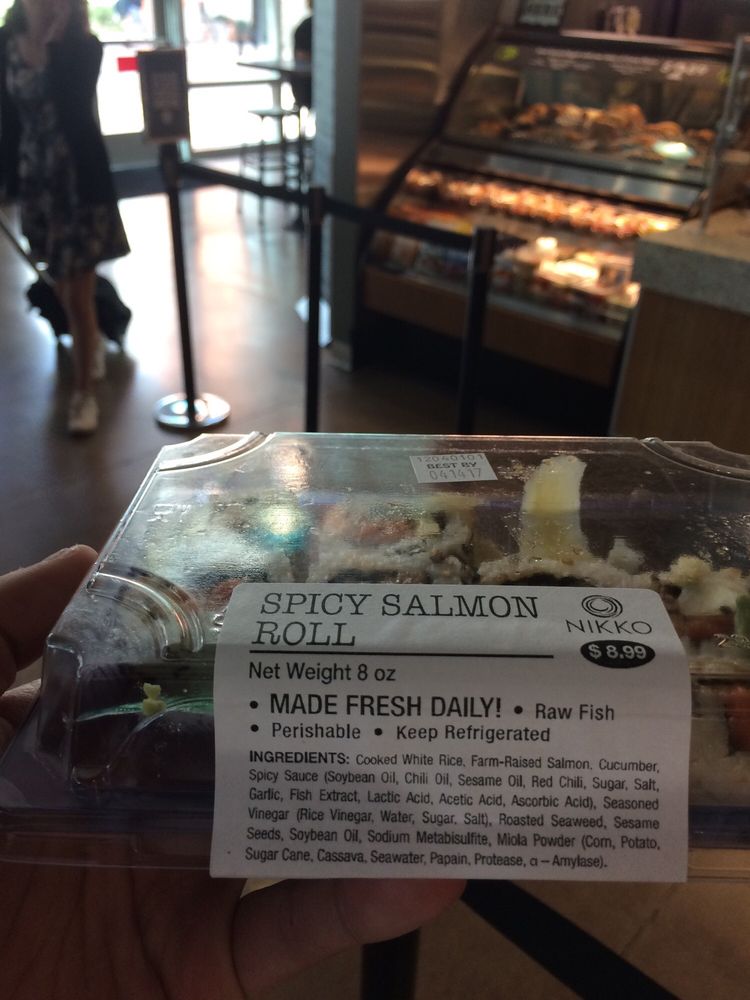 12040101
BEST BY
041417
SPICY SALMON
ROLL
NIKKO
$ 8.99
Net Weight 8 oz
• MADE FRESH DAILY! • Raw Fish
• Perishable • Keep Refrigerated
INGREDIENTS: Cooked White Rice, Farm-Raised Salmon, Cucumber,
Spicy Sauce (Soybean Oil, Chili Oil, Sesame Oil, Red Chili, Sugar, Salt,
Garlic, Fish Extract, Lactic Acid, Acetic Acid, Ascorbic Acid), Seasoned
Vinegar (Rice Vinegar, Water, Sugar, Salt), Roasted Seaweed, Sesame
Seeds, Soybean Oil, Sodium Metabisulfite, Miola Powder (Corn, Potato,
Sugar Cane, Cassava, Seawater, Papain, Protease, α – Amylase).